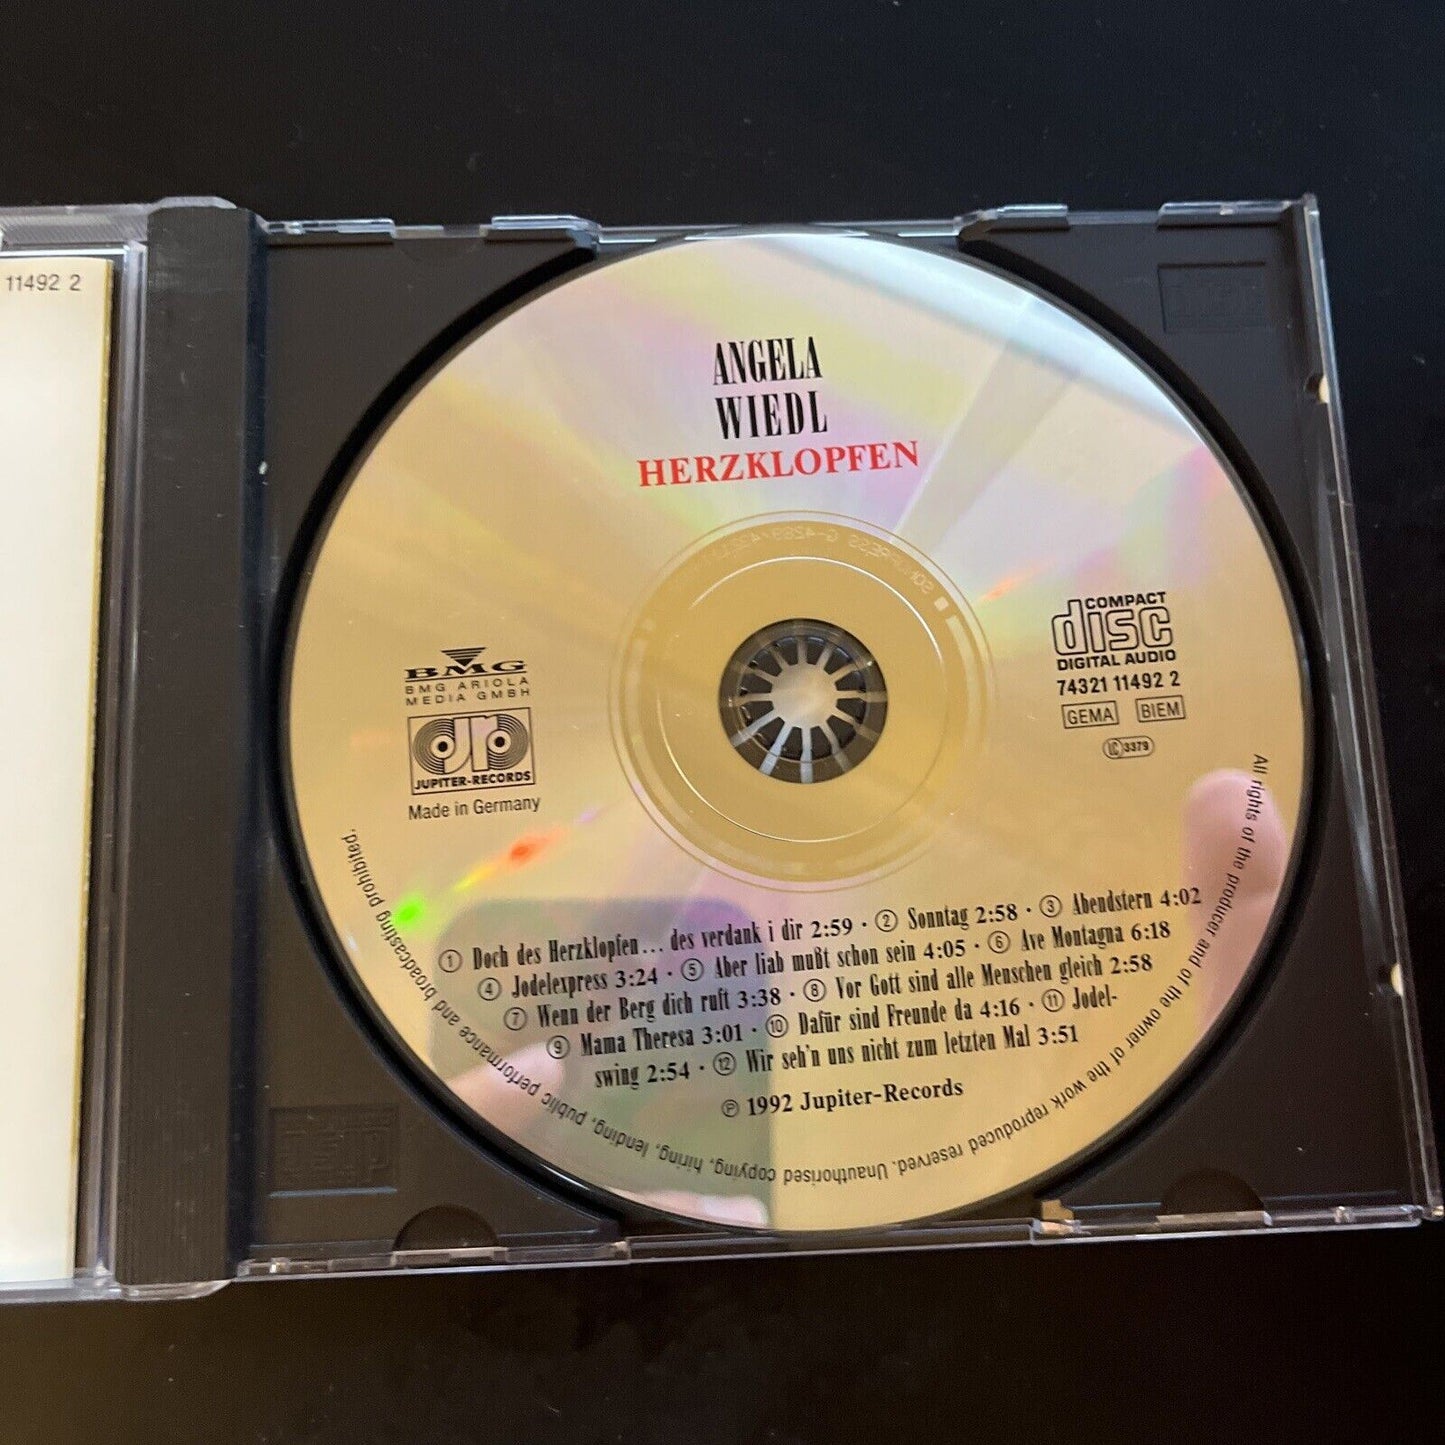 11492 2
ANGELA
WIEDL
HERZKLOPFEN
BMG
BMG ARIOLA
MEDIA GMBH
jr
JUPITER-RECORDS
Made in Germany
COMPACT
disc
DIGITAL AUDIO
74321 11492 2
GEMA BIEM
LC 3379
① Doch des Herzklopfen... des verdank i dir 2:59 · ② Sonntag 2:58 · ③ Abendstern 4:02
④ Jodelexpress 3:24 · ⑤ Aber liab mußt schon sein 4:05 · ⑥ Ave Montagna 6:18
⑦ Wenn der Berg dich ruft 3:38 · ⑧ Vor Gott sind alle Menschen gleich 2:58
⑨ Mama Theresa 3:01 · ⑩ Dafür sind Freunde da 4:16 · ⑪ Jodel-
swing 2:54 · ⑫ Wir seh'n uns nicht zum letzten Mal 3:51
℗ 1992 Jupiter-Records
All rights of the producer and of the owner of the work reproduced reserved. Unauthorised copying, hiring, lending, public performance and broadcasting prohibited.